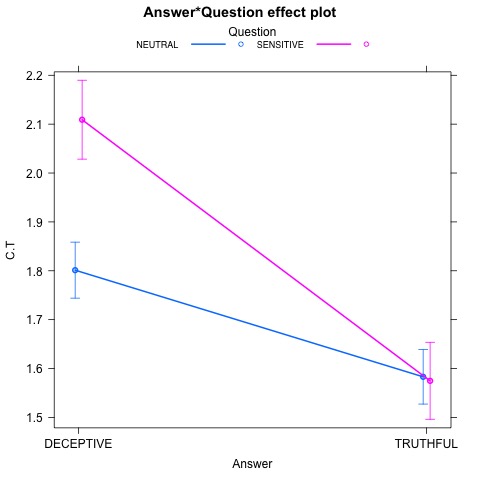 Answer*Question effect plot
Question
NEUTRAL SENSITIVE
2.2
2.1
2.0
1.9
1.8
1.7
1.6
1.5
C.T
DECEPTIVE TRUTHFUL
Answer